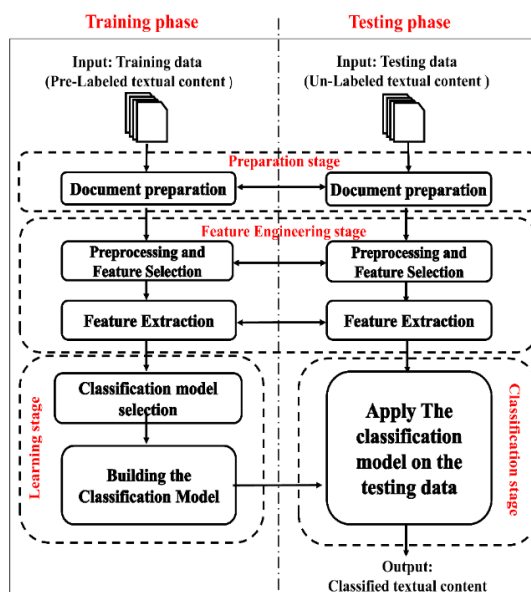 Training phase
Testing phase
Input: Training data
(Pre-Labeled textual content )
Input: Testing data
(Un-Labeled textual content )
Preparation stage
Document preparation
Document preparation
Feature Engineering stage
Preprocessing and
Feature Selection
Preprocessing and
Feature Selection
Feature Extraction
Feature Extraction
Learning stage
Classification model
selection
Building the
Classification Model
Apply The
classification
model on the
testing data
Classification stage
Output:
Classified textual content